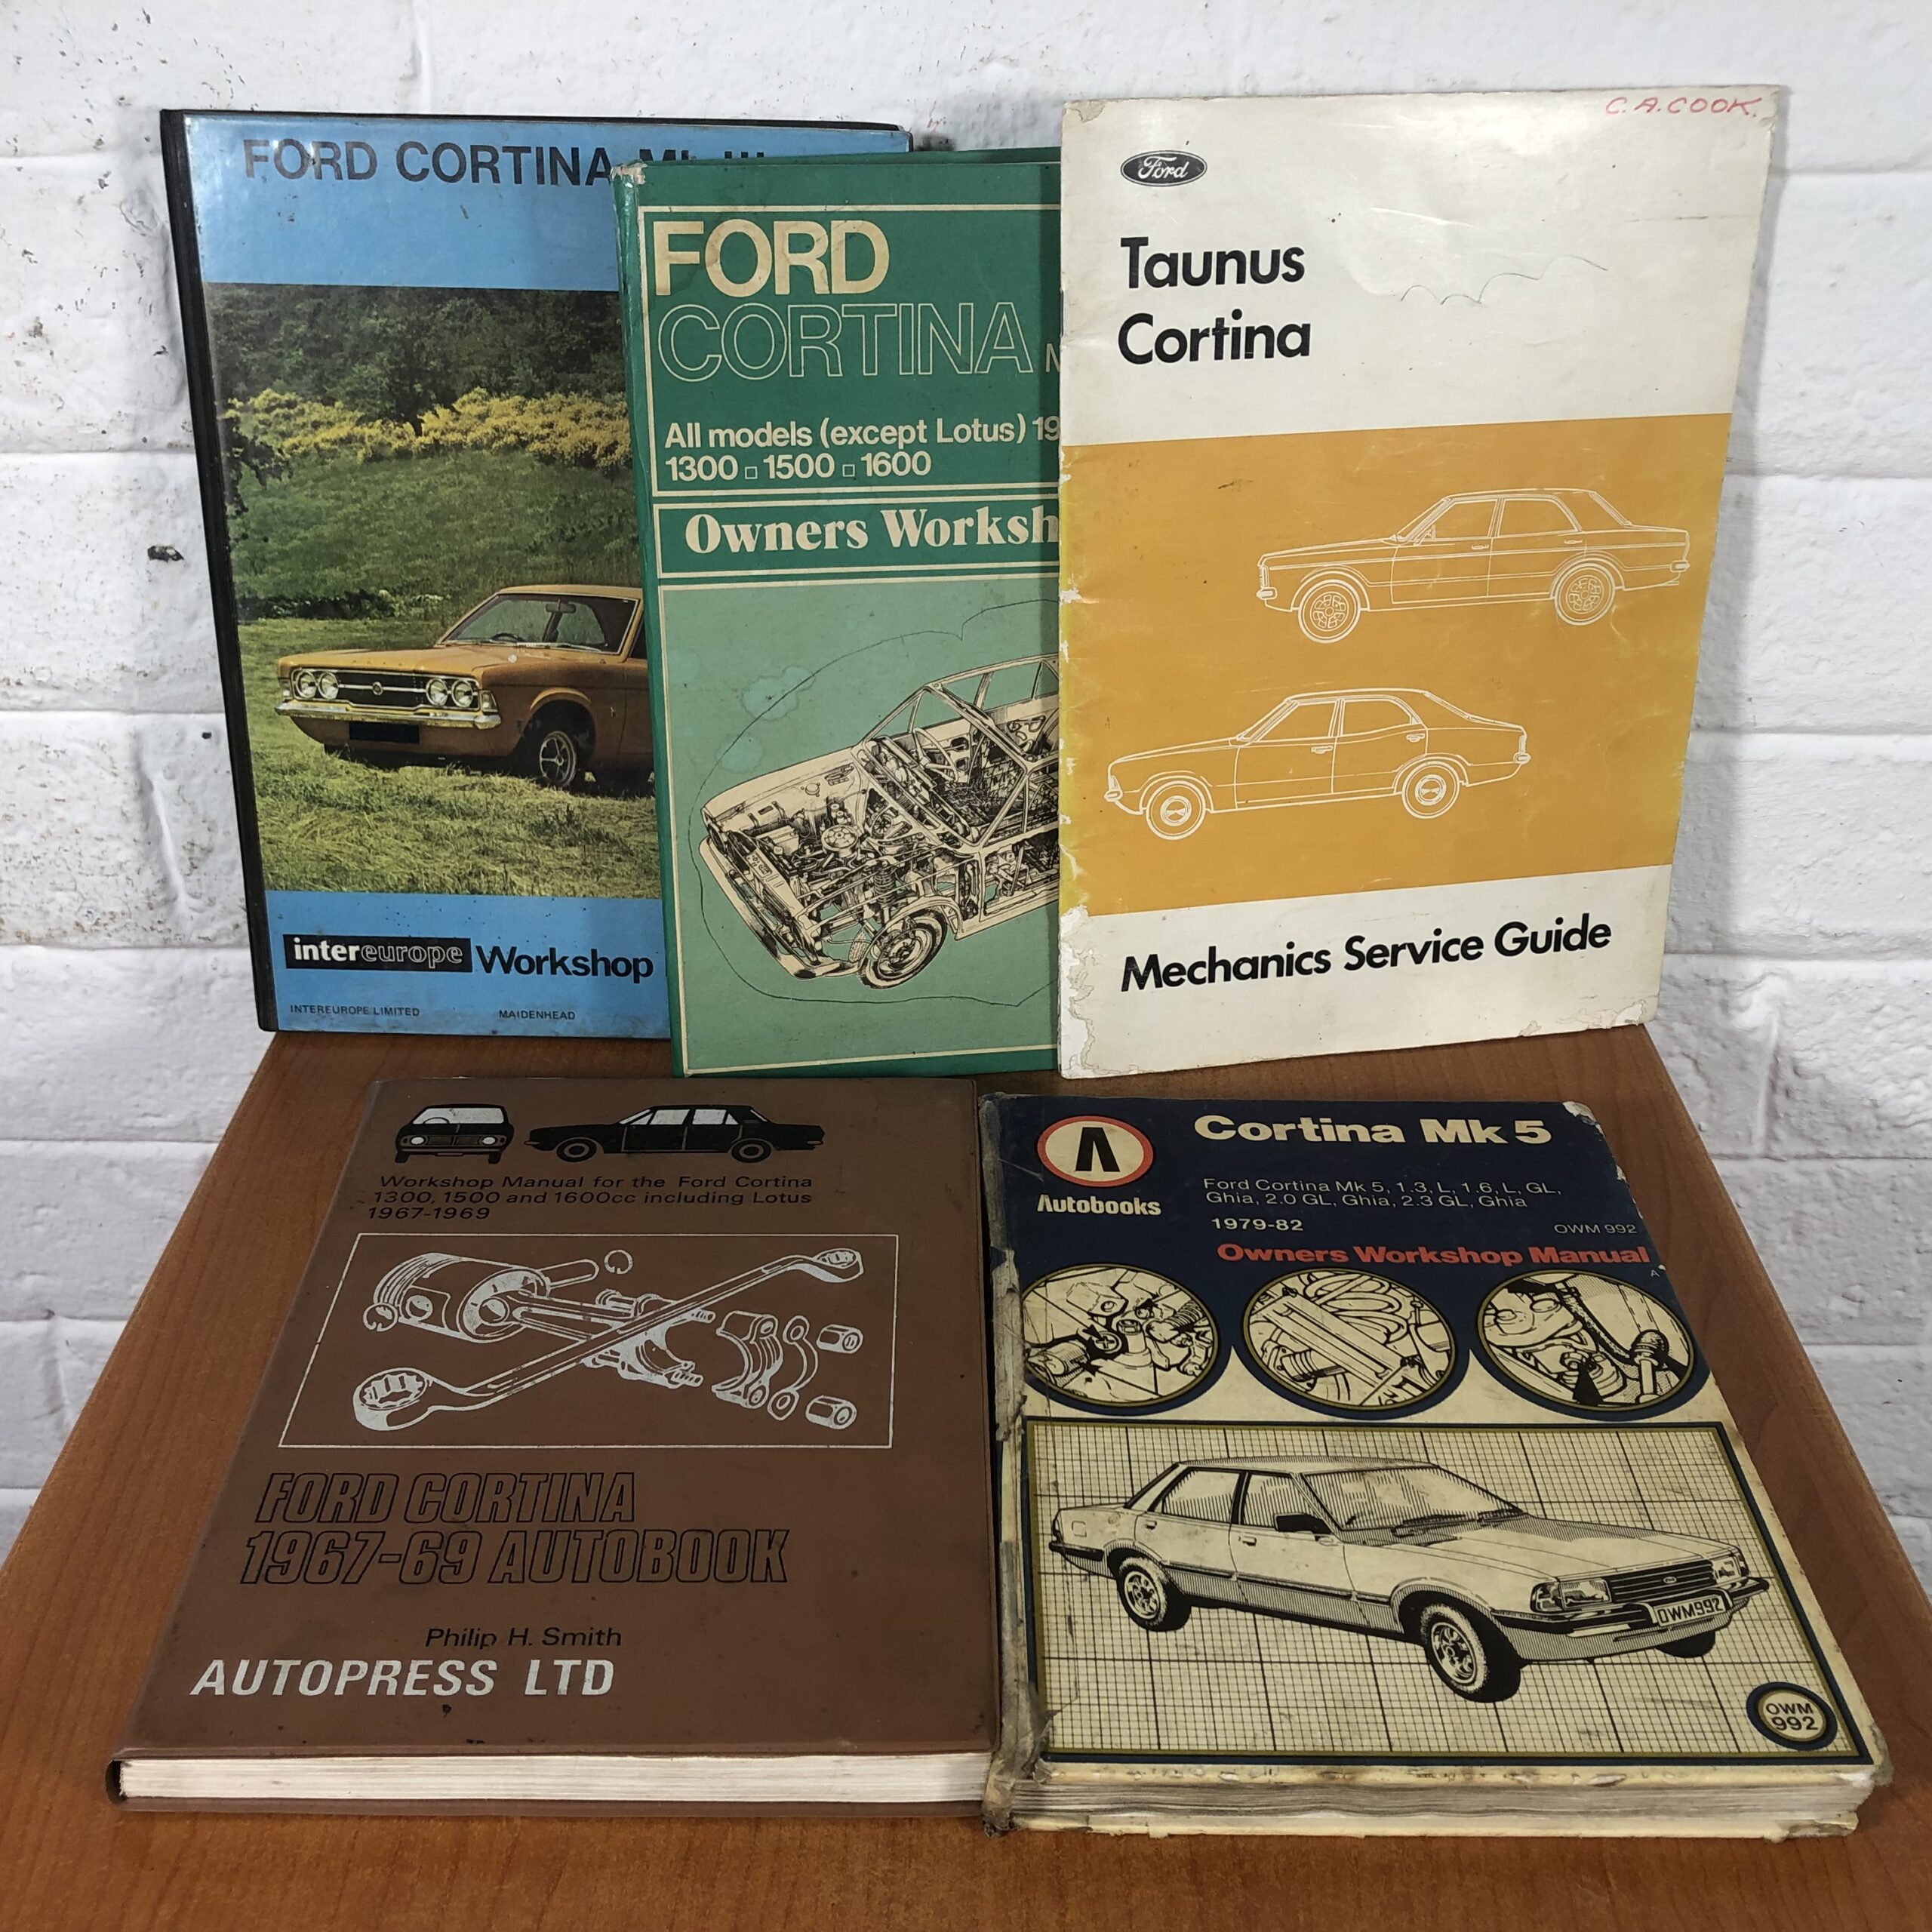 FORD CORTINA Mk III
intereurope Workshop
INTEREUROPE LIMITED MAIDENHEAD
FORD
CORTINA
All models (except Lotus) 19
1300 1500 1600
Owners Worksh
C. A. COOK.
Ford
Taunus
Cortina
Mechanics Service Guide
Workshop Manual for the Ford Cortina
1300, 1500 and 1600cc including Lotus
1967-1969
FORD CORTINA
1967-69 AUTOBOOK
Philip H. Smith
AUTOPRESS LTD
Autobooks
Cortina Mk 5
Ford Cortina Mk 5, 1.3, L, 1.6, L, GL,
Ghia, 2.0 GL, Ghia, 2.3 GL, Ghia
1979-82
OWM 992
Owners Workshop Manual
A
OWM992
OWM
992